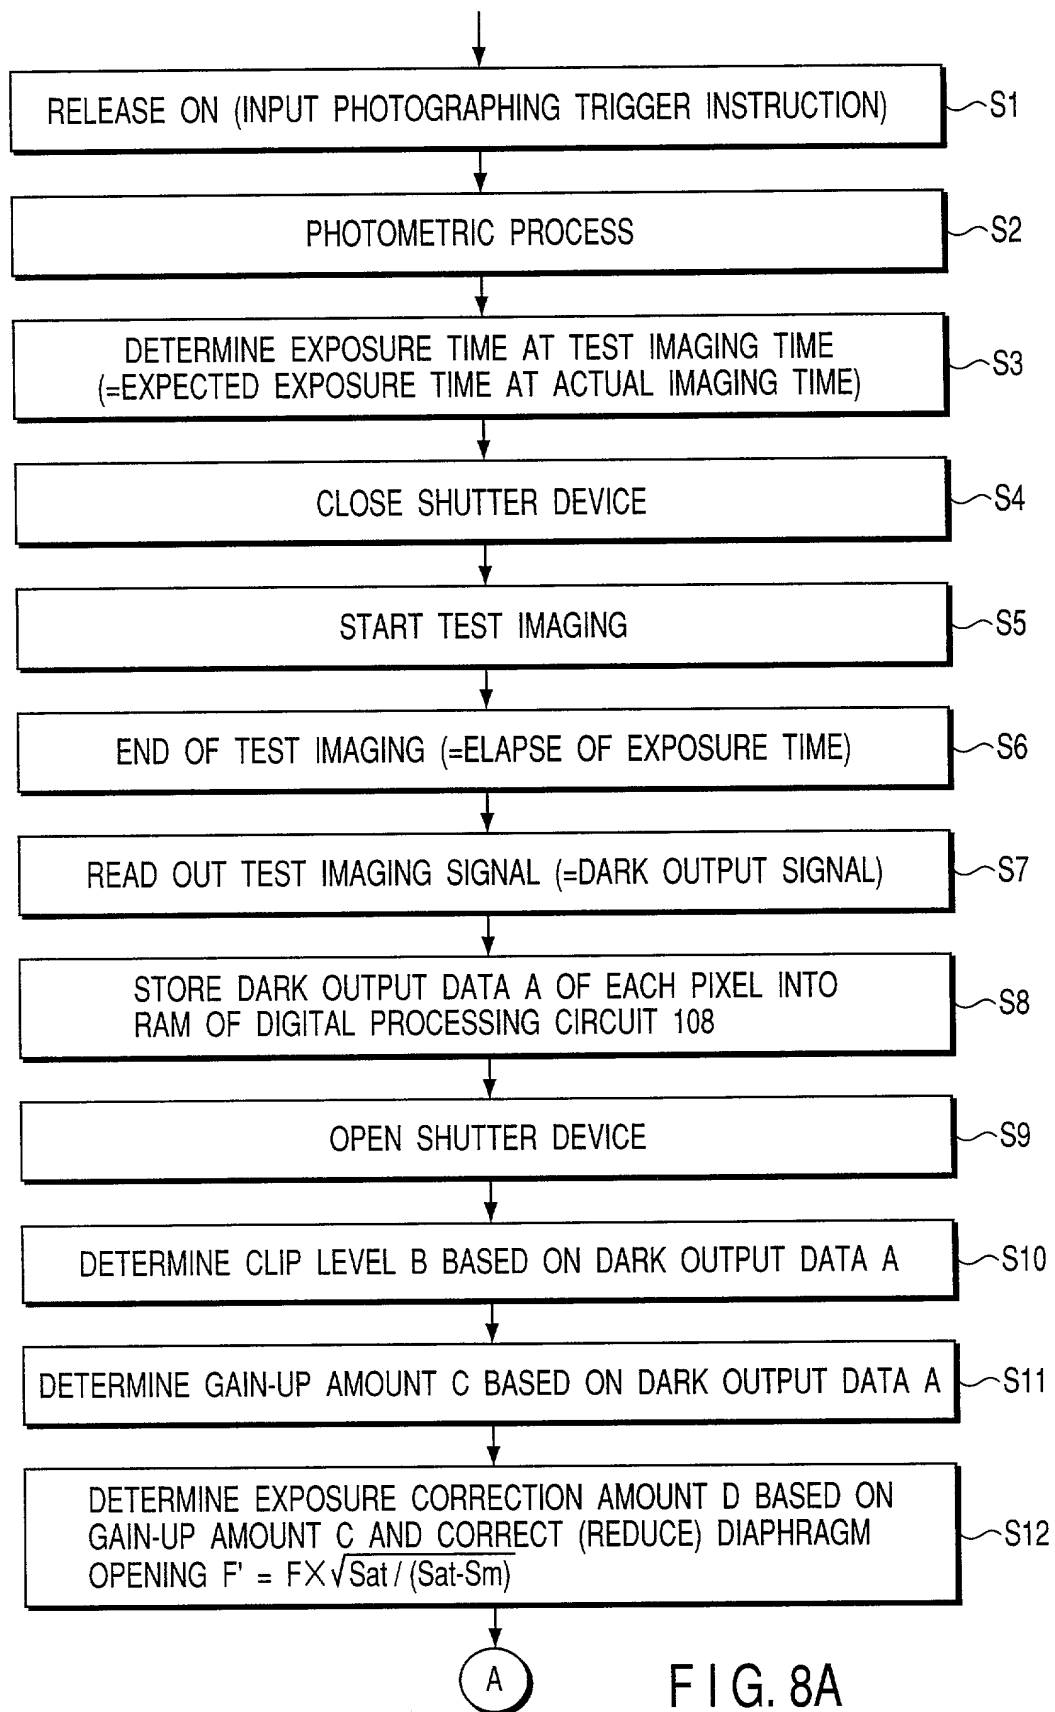 RELEASE ON (INPUT PHOTOGRAPHING TRIGGER INSTRUCTION)
S1
PHOTOMETRIC PROCESS
S2
DETERMINE EXPOSURE TIME AT TEST IMAGING TIME
(=EXPECTED EXPOSURE TIME AT ACTUAL IMAGING TIME)
S3
CLOSE SHUTTER DEVICE
S4
START TEST IMAGING
S5
END OF TEST IMAGING (=ELAPSE OF EXPOSURE TIME)
S6
READ OUT TEST IMAGING SIGNAL (=DARK OUTPUT SIGNAL)
S7
STORE DARK OUTPUT DATA A OF EACH PIXEL INTO
RAM OF DIGITAL PROCESSING CIRCUIT 108
S8
OPEN SHUTTER DEVICE
S9
DETERMINE CLIP LEVEL B BASED ON DARK OUTPUT DATA A
S10
DETERMINE GAIN-UP AMOUNT C BASED ON DARK OUTPUT DATA A
S11
DETERMINE EXPOSURE CORRECTION AMOUNT D BASED ON
GAIN-UP AMOUNT C AND CORRECT (REDUCE) DIAPHRAGM
OPENING F' = F×√Sat / (Sat-Sm)
S12
A
FIG. 8A